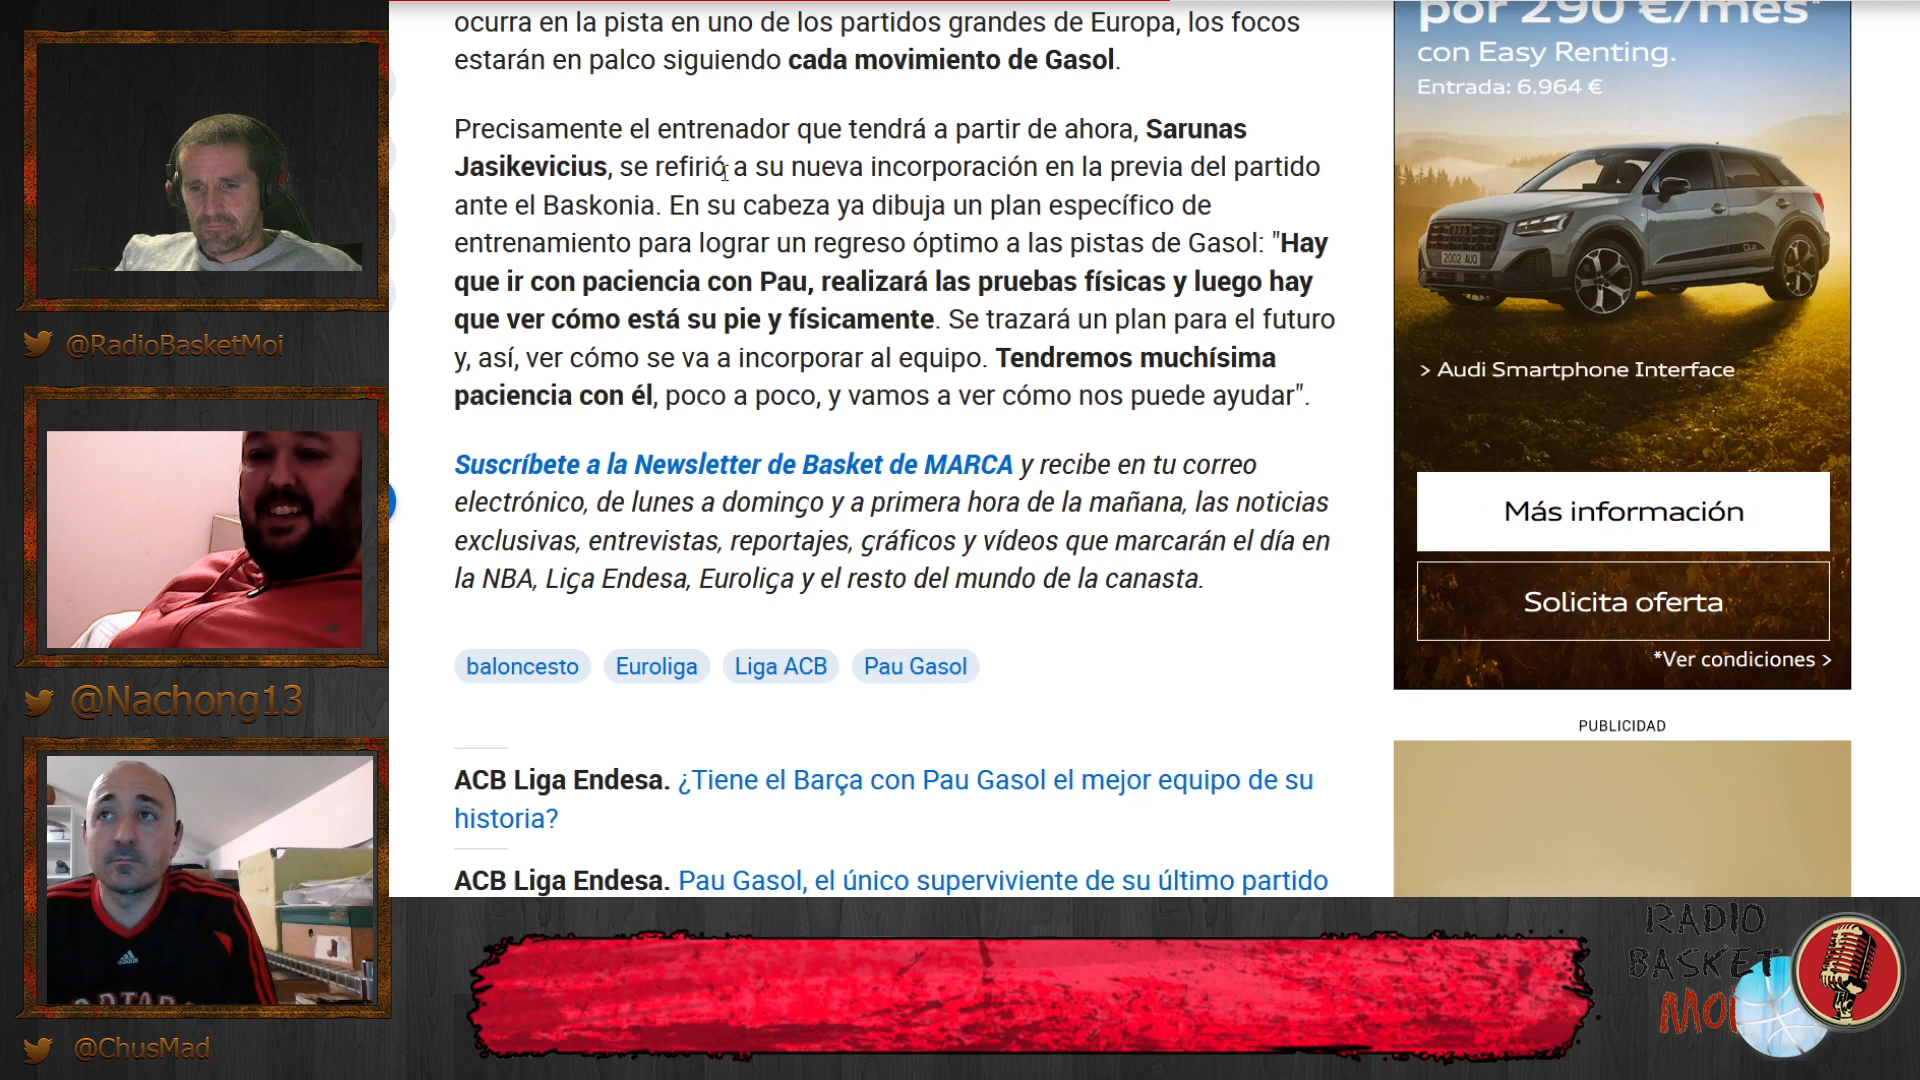 @RadioBasketMoi
@Nachong13
@ChusMad
ocurra en la pista en uno de los partidos grandes de Europa, los focos
estarán en palco siguiendo cada movimiento de Gasol.
Precisamente el entrenador que tendrá a partir de ahora, Sarunas
Jasikevicius, se refirió a su nueva incorporación en la previa del partido
ante el Baskonia. En su cabeza ya dibuja un plan específico de
entrenamiento para lograr un regreso óptimo a las pistas de Gasol: "Hay
que ir con paciencia con Pau, realizará las pruebas físicas y luego hay
que ver cómo está su pie y físicamente. Se trazará un plan para el futuro
y, así, ver cómo se va a incorporar al equipo. Tendremos muchísima
paciencia con él, poco a poco, y vamos a ver cómo nos puede ayudar".
Suscríbete a la Newsletter de Basket de MARCA y recibe en tu correo
electrónico, de lunes a domingo y a primera hora de la mañana, las noticias
exclusivas, entrevistas, reportajes, gráficos y vídeos que marcarán el día en
la NBA, Liga Endesa, Euroliga y el resto del mundo de la canasta.
baloncesto Euroliga Liga ACB Pau Gasol
ACB Liga Endesa. ¿Tiene el Barça con Pau Gasol el mejor equipo de su
historia?
ACB Liga Endesa. Pau Gasol, el único superviviente de su último partido
por 290 €/mes*
con Easy Renting.
Entrada: 6.964 €
2002 AUQ
> Audi Smartphone Interface
Más información
Solicita oferta
*Ver condiciones >
PUBLICIDAD
adidas
RADIO
BASKET
MOi